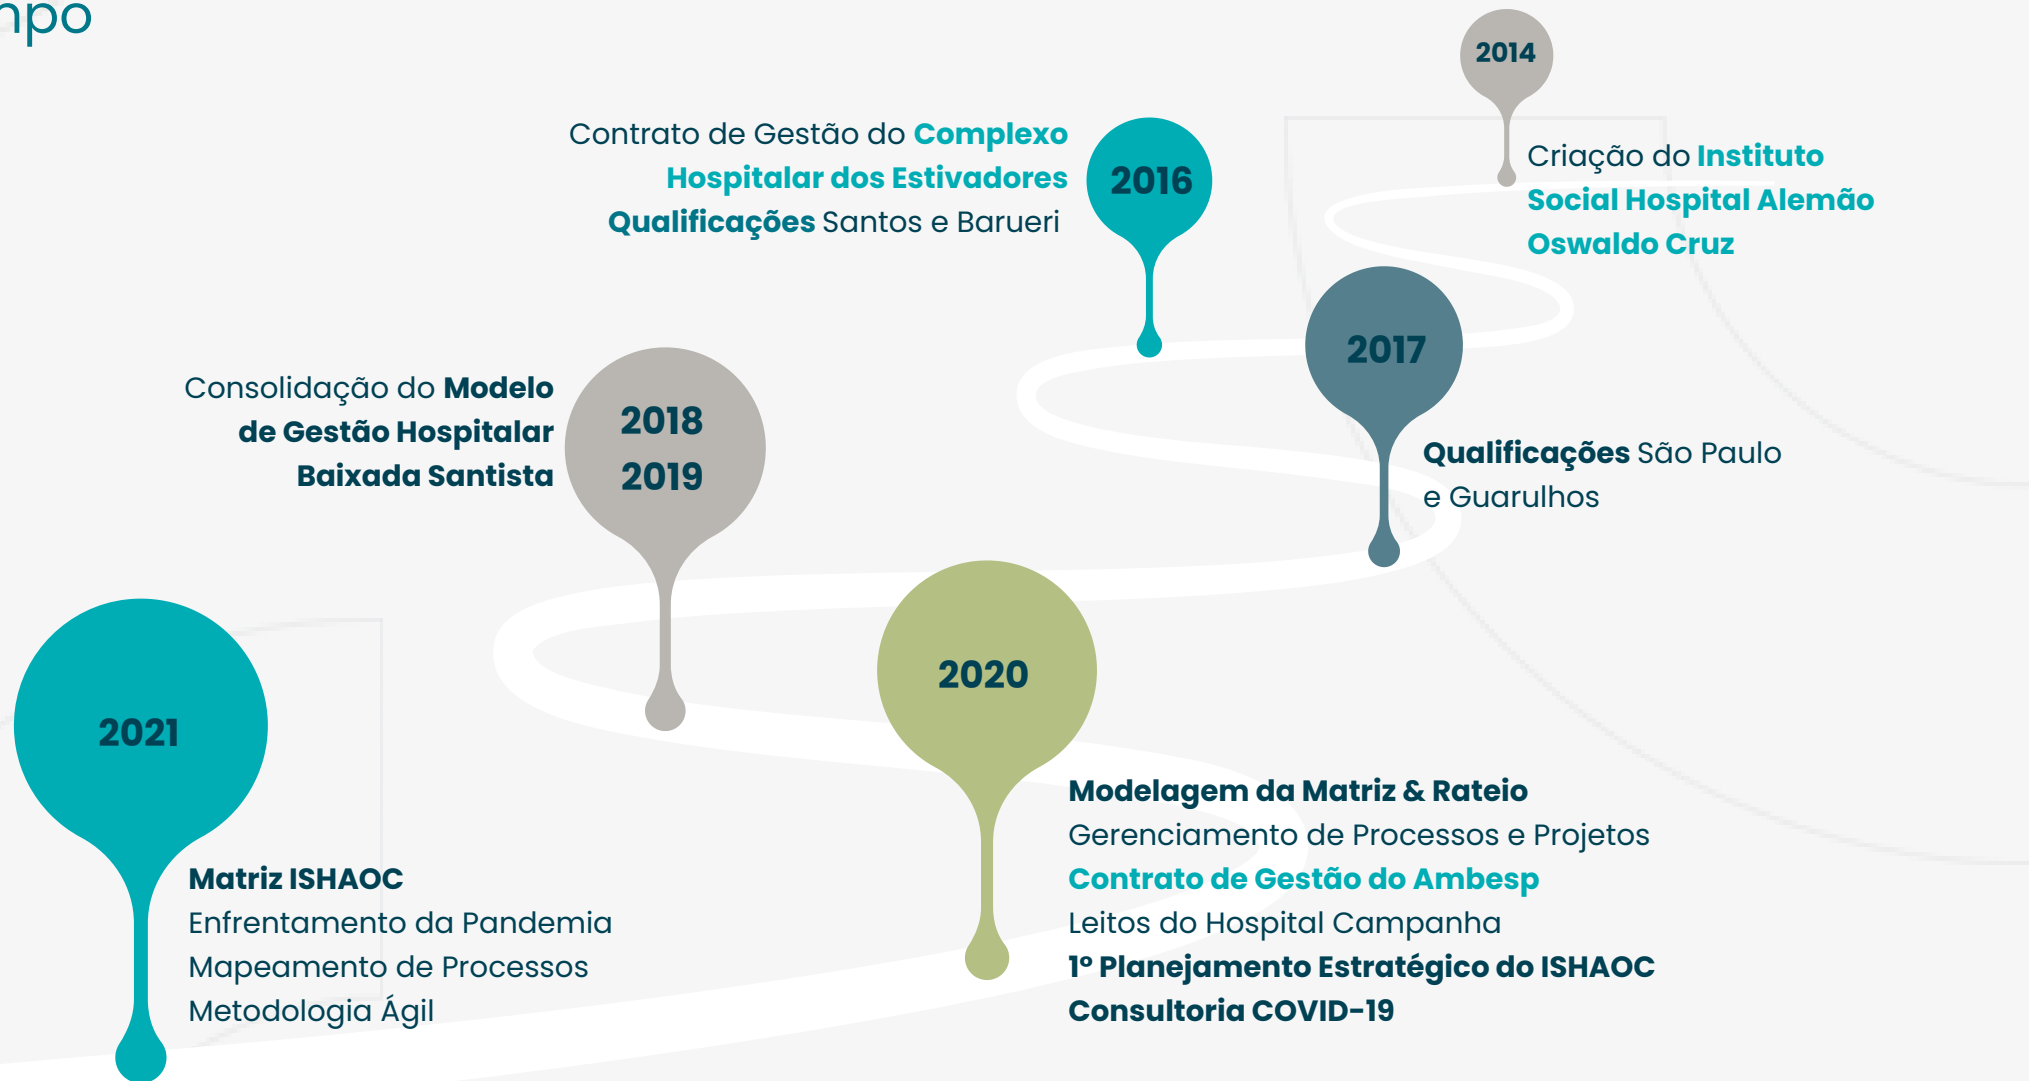 2014
Criação do Instituto
Social Hospital Alemão
Oswaldo Cruz
Contrato de Gestão do Complexo
Hospitalar dos Estivadores
Qualificações Santos e Barueri
2016
2017
Qualificações São Paulo
e Guarulhos
Consolidação do Modelo
de Gestão Hospitalar
Baixada Santista
2018
2019
2020
Modelagem da Matriz & Rateio
Gerenciamento de Processos e Projetos
Contrato de Gestão do Ambesp
Leitos do Hospital Campanha
1º Planejamento Estratégico do ISHAOC
Consultoria COVID-19
2021
Matriz ISHAOC
Enfrentamento da Pandemia
Mapeamento de Processos
Metodologia Ágil